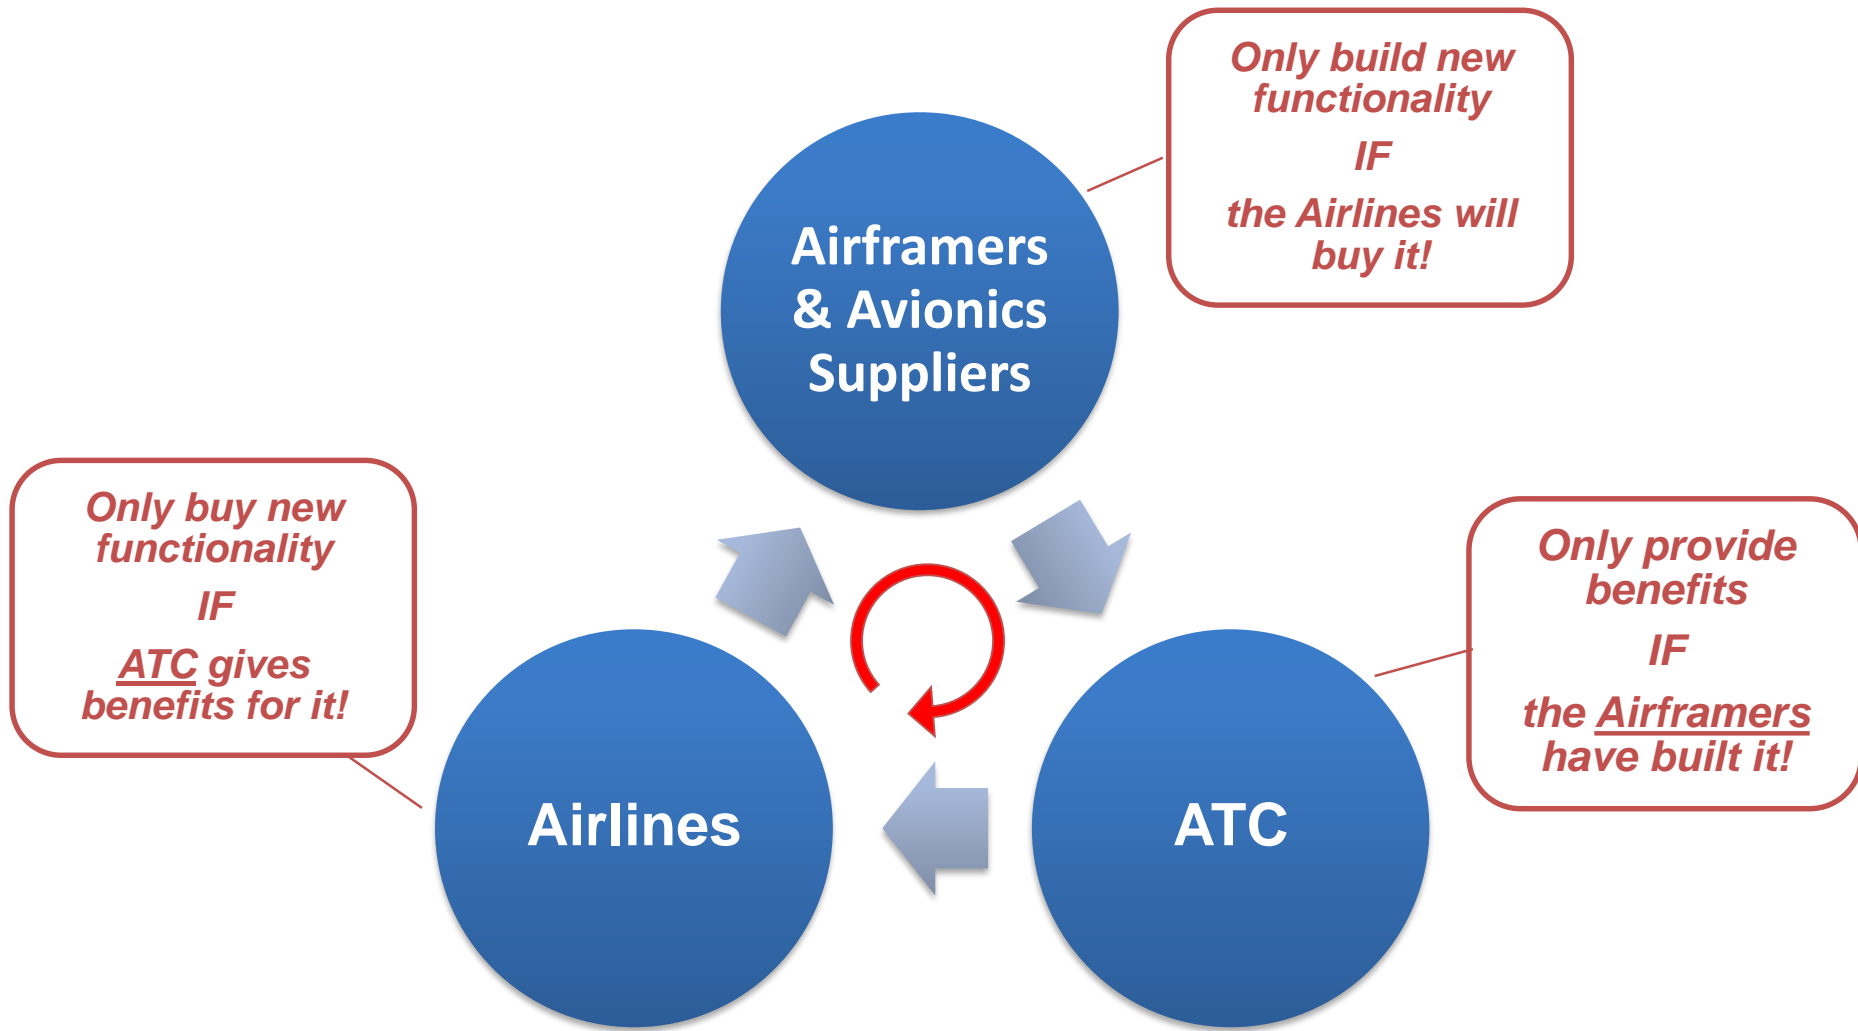 Only build new
functionality
IF
the Airlines will
buy it!
Airframers
& Avionics
Suppliers
Only buy new
functionality
IF
ATC gives
benefits for it!
Only provide
benefits
IF
the Airframers
have built it!
Airlines
ATC